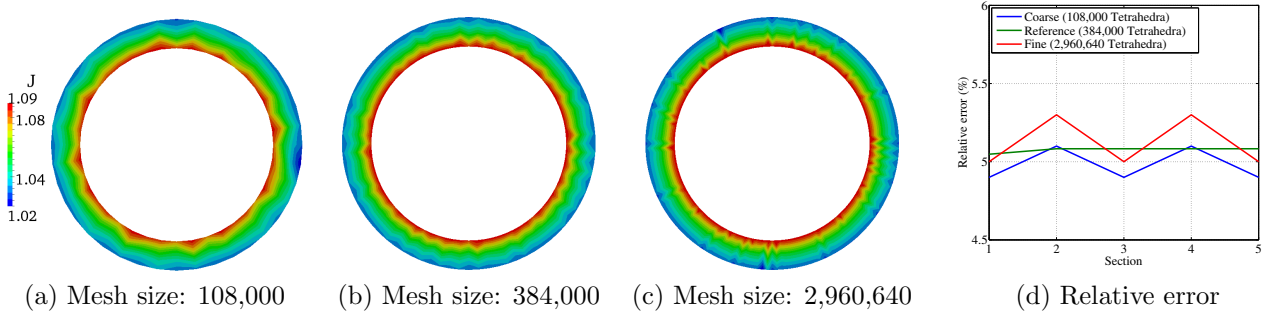 J
1.09
1.08
1.04
1.02
(a) Mesh size: 108,000
(b) Mesh size: 384,000
(c) Mesh size: 2,960,640
6
5.5
5
4.5
Relative error (%)
Coarse (108,000 Tetrahedra)
Reference (384,000 Tetrahedra)
Fine (2,960,640 Tetrahedra)
1 2 3 4 5
Section
(d) Relative error